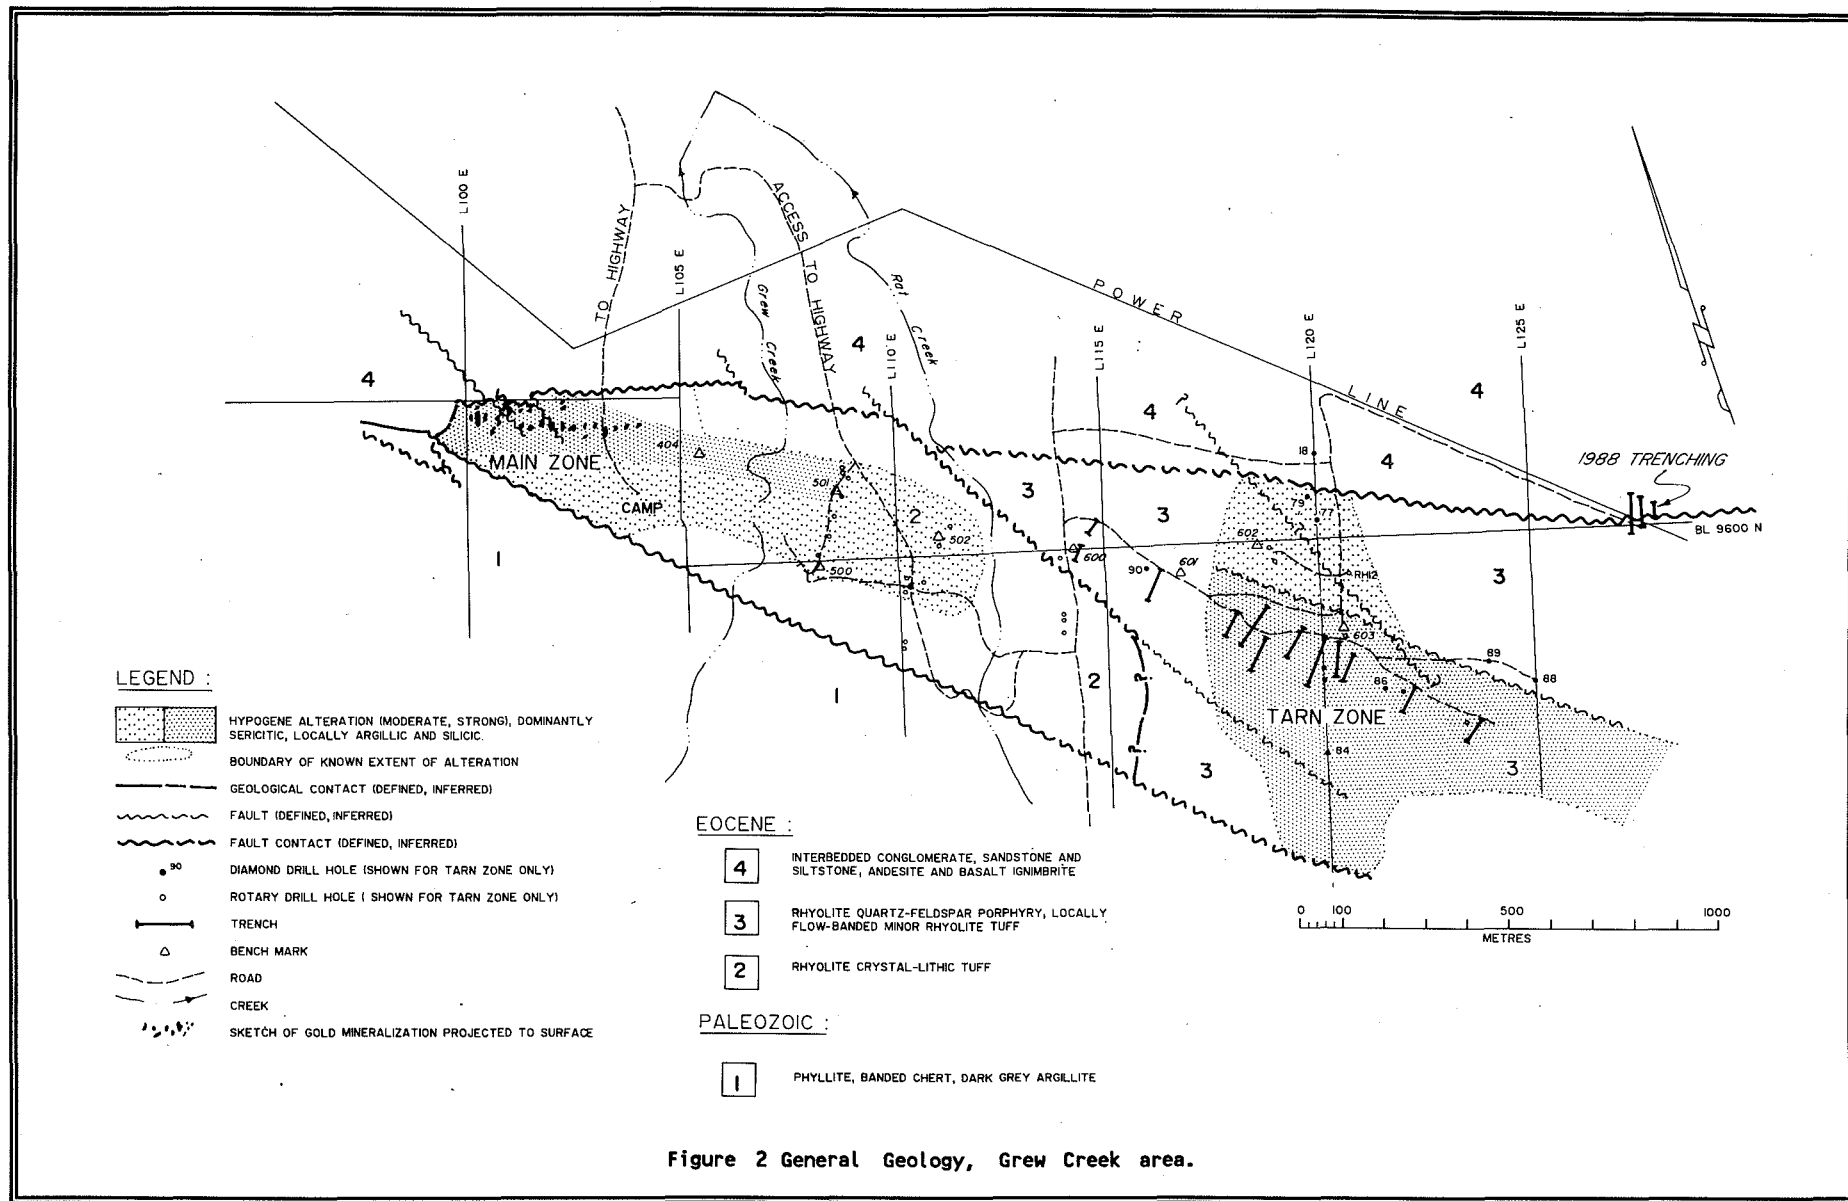 L100 E
L105 E
TO HIGHWAY
ACCESS TO HIGHWAY
Grew Creek
Rat Creek
L110 E
L115 E
L120 E
L125 E
POWER LINE
4
4
4
4
4
1988 TRENCHING
BL 9600 N
MAIN ZONE
CAMP
404
501
500
2
502
3
3
3
600
90
601
18
79
77
602
RH12
603
89
88
86
84
TARN ZONE
1
1
2
?
?
?
?
3
3
LEGEND :
HYPOGENE ALTERATION (MODERATE, STRONG), DOMINANTLY
SERICITIC, LOCALLY ARGILLIC AND SILICIC.
BOUNDARY OF KNOWN EXTENT OF ALTERATION
GEOLOGICAL CONTACT (DEFINED, INFERRED)
FAULT (DEFINED, INFERRED)
FAULT CONTACT (DEFINED, INFERRED)
90
DIAMOND DRILL HOLE (SHOWN FOR TARN ZONE ONLY)
ROTARY DRILL HOLE ( SHOWN FOR TARN ZONE ONLY)
TRENCH
BENCH MARK
ROAD
CREEK
SKETCH OF GOLD MINERALIZATION PROJECTED TO SURFACE
EOCENE :
4
INTERBEDDED CONGLOMERATE, SANDSTONE AND
SILTSTONE, ANDESITE AND BASALT IGNIMBRITE
3
RHYOLITE QUARTZ-FELDSPAR PORPHYRY, LOCALLY
FLOW-BANDED MINOR RHYOLITE TUFF
2
RHYOLITE CRYSTAL-LITHIC TUFF
PALEOZOIC :
1
PHYLLITE, BANDED CHERT, DARK GREY ARGILLITE
0 100 500 1000
METRES
Figure 2 General Geology, Grew Creek area.